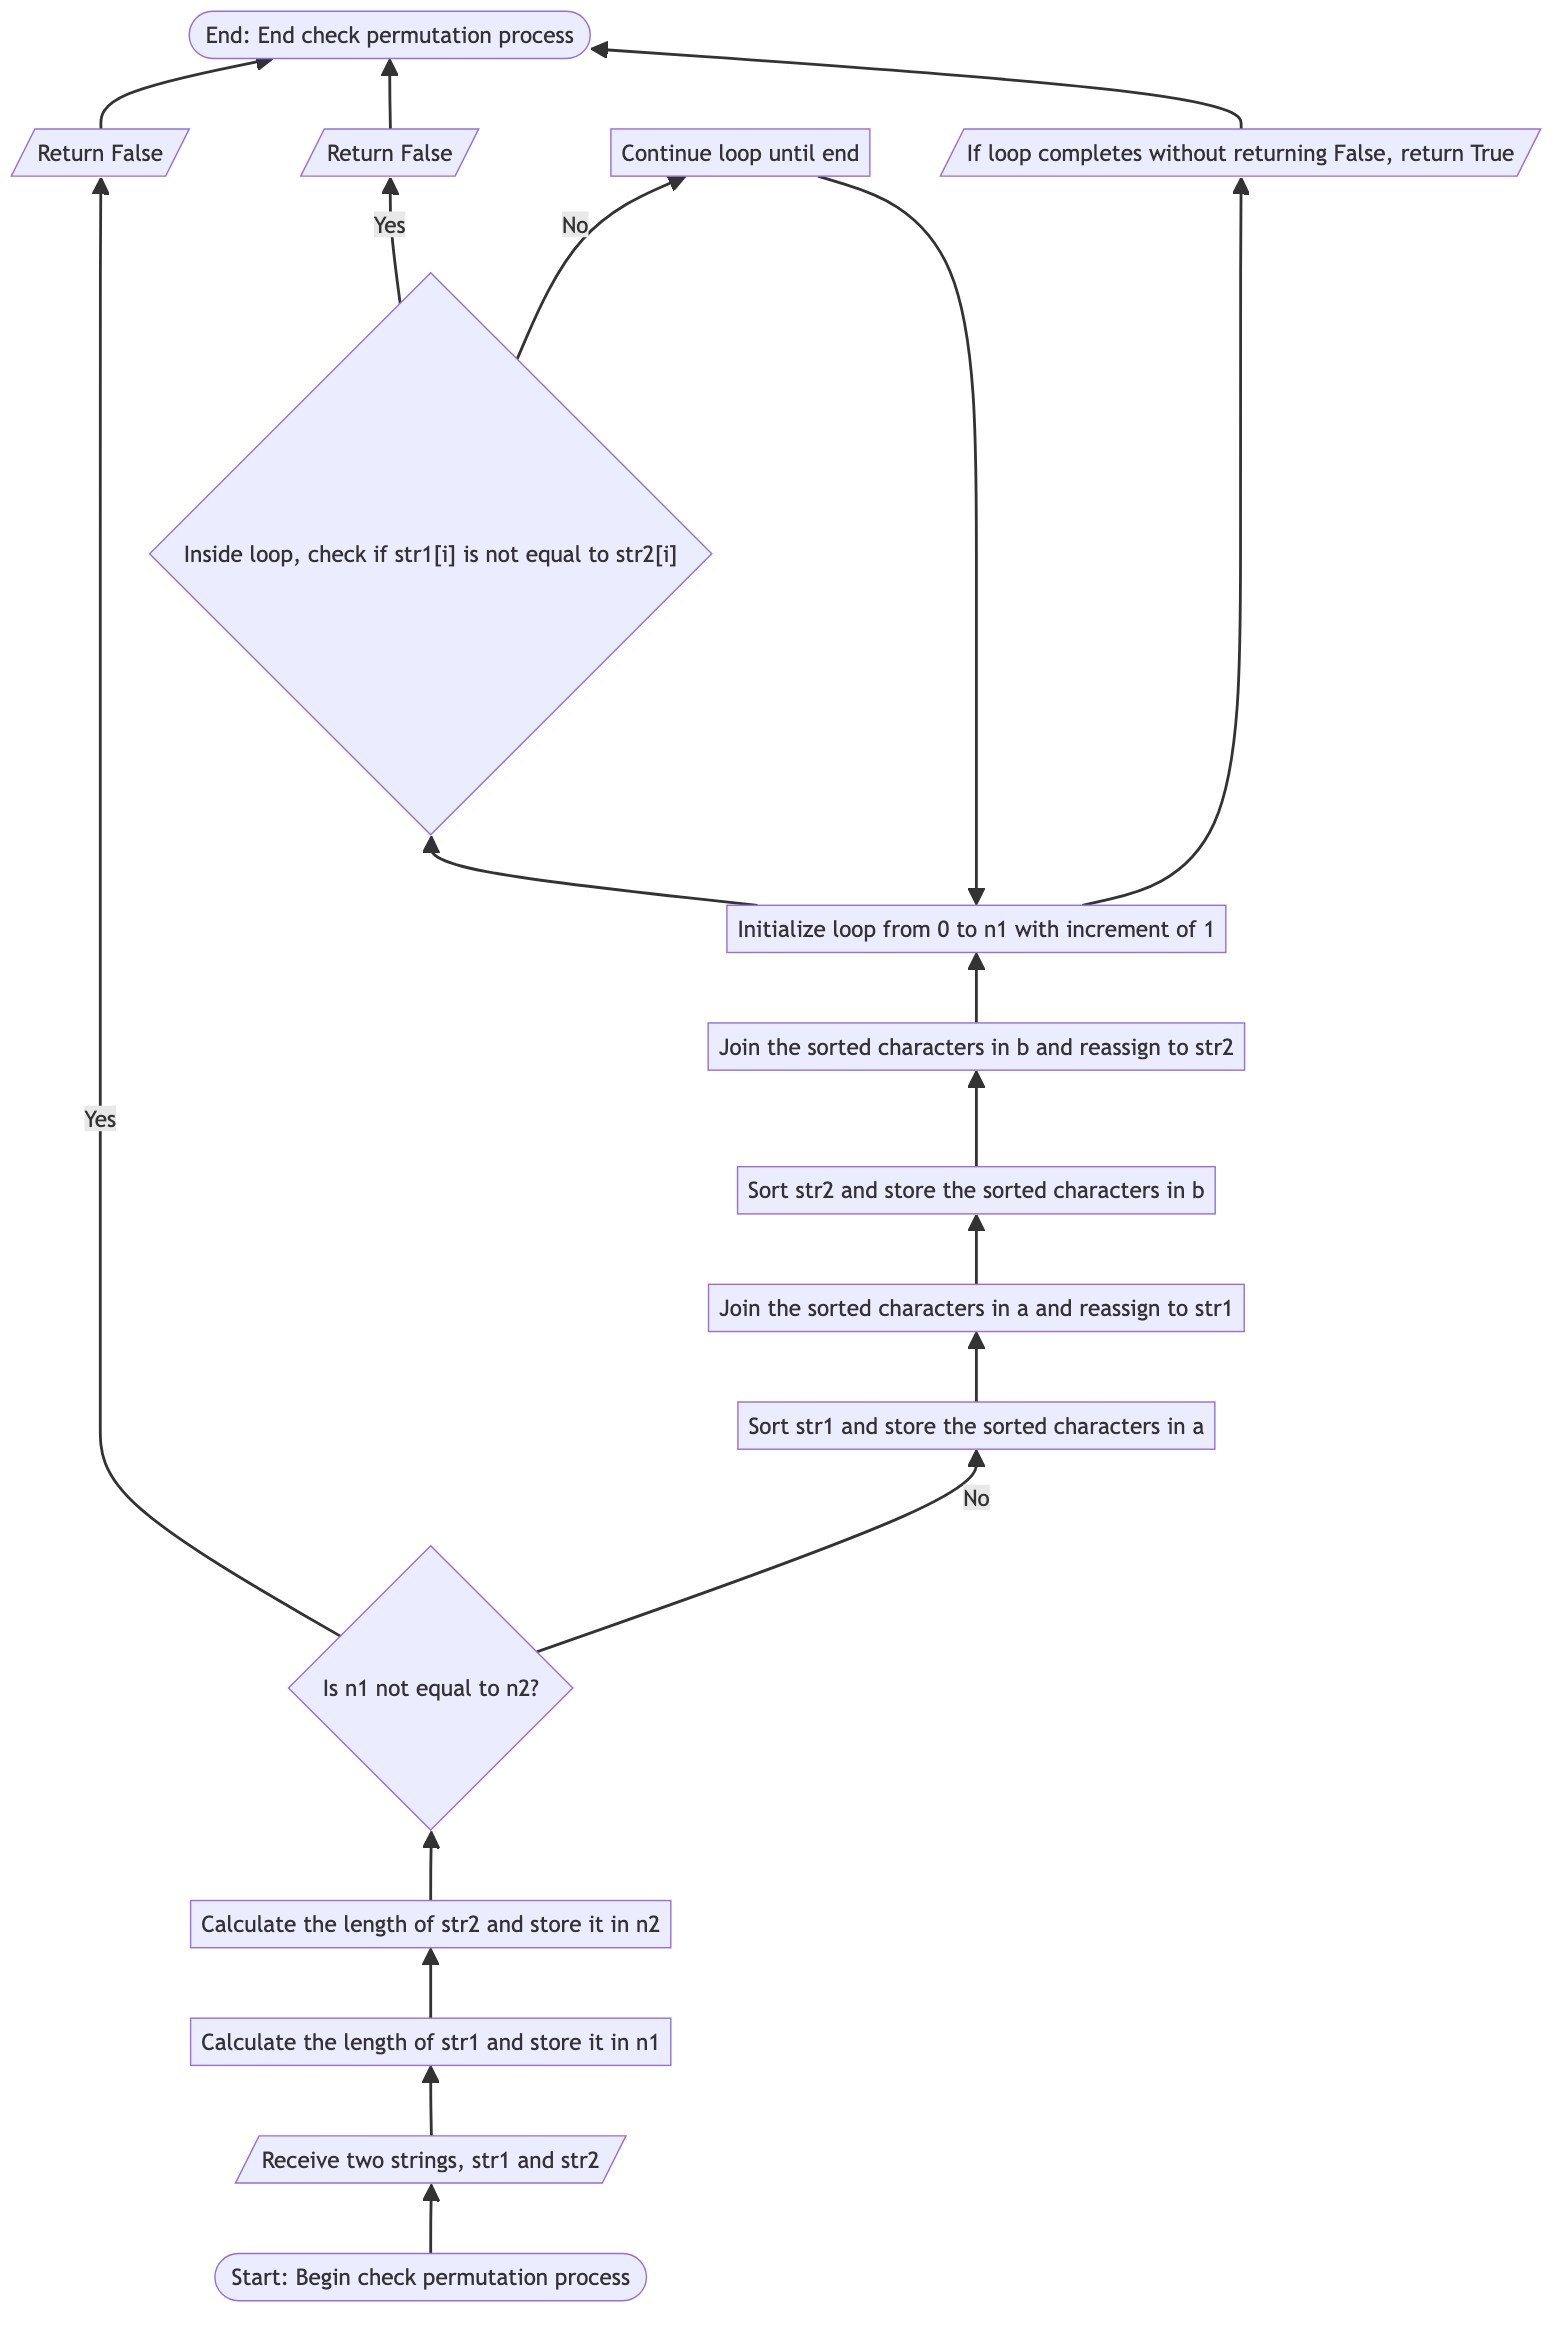 End: End check permutation process
Return False
Return False
Continue loop until end
If loop completes without returning False, return True
Yes
No
Inside loop, check if str1[i] is not equal to str2[i]
Initialize loop from 0 to n1 with increment of 1
Join the sorted characters in b and reassign to str2
Yes
Sort str2 and store the sorted characters in b
Join the sorted characters in a and reassign to str1
Sort str1 and store the sorted characters in a
No
Is n1 not equal to n2?
Calculate the length of str2 and store it in n2
Calculate the length of str1 and store it in n1
Receive two strings, str1 and str2
Start: Begin check permutation process